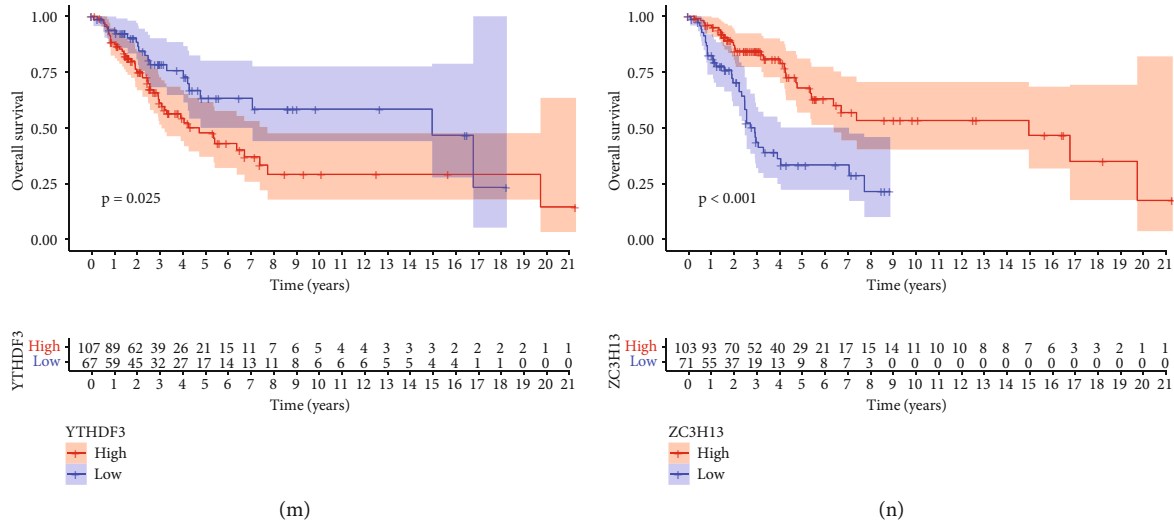 1.00
0.75
0.50
0.25
0.00
Overall survival
p = 0.025
0 1 2 3 4 5 6 7 8 9 10 11 11 13 14 15 16 17 18 19 20 21
Time (years)
YTHDF3
High 107 89 62 39 26 21 15 11 7 6 5 4 4 3 3 3 2 2 2 2 1 1
Low 67 59 45 32 27 17 14 13 11 8 6 6 6 5 5 4 4 1 1 0 0 0
0 1 2 3 4 5 6 7 8 9 10 11 11 13 14 15 16 17 18 19 20 21
Time (years)
YTHDF3
High
Low
(m)
1.00
0.75
0.50
0.25
0.00
Overall survival
p < 0.001
0 1 2 3 4 5 6 7 8 9 10 11 12 13 14 15 16 17 18 19 20 21
Time (years)
ZC3H13
High 103 93 70 52 40 29 21 17 15 14 11 10 10 8 8 7 6 3 3 2 1 1
Low 71 55 37 19 13 9 8 7 3 0 0 0 0 0 0 0 0 0 0 0 0 0
0 1 2 3 4 5 6 7 8 9 10 11 12 13 14 15 16 17 18 19 20 21
Time (years)
ZC3H13
High
Low
(n)